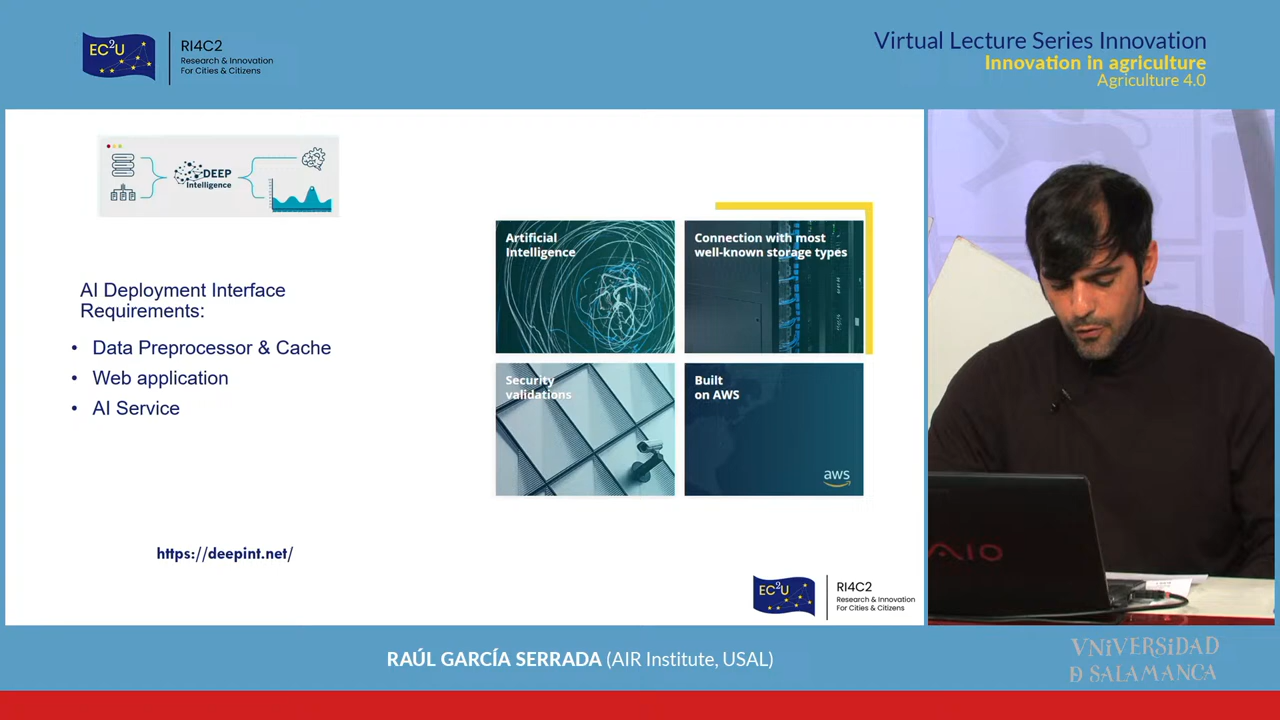 EC²U
RI4C2
Research & Innovation
For Cities & Citizens
Virtual Lecture Series Innovation
Innovation in agriculture
Agriculture 4.0
DEEP
Intelligence
AI Deployment Interface
Requirements:
• Data Preprocessor & Cache
• Web application
• AI Service
https://deepint.net/
Artificial
Intelligence
Connection with most
well-known storage types
Security
validations
Built
on AWS
aws
EC²U
RI4C2
Research & Innovation
For Cities & Citizens
VAIO
RAÚL GARCÍA SERRADA (AIR Institute, USAL)
VNiVERSiDAD
D SALAMANCA